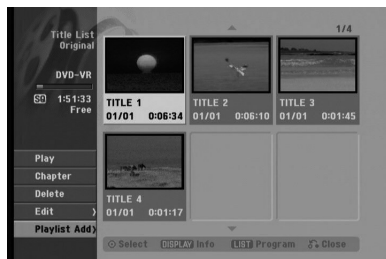 Title List
Original
1/4
DVD-VR
SQ 1:51:33
Free
TITLE 1
01/01 0:06:34
TITLE 2
01/01 0:06:10
TITLE 3
01/01 0:01:45
TITLE 4
01/01 0:01:17
Play
Chapter
Delete
Edit
Playlist Add
Select DISPLAY Info LIST Program Close